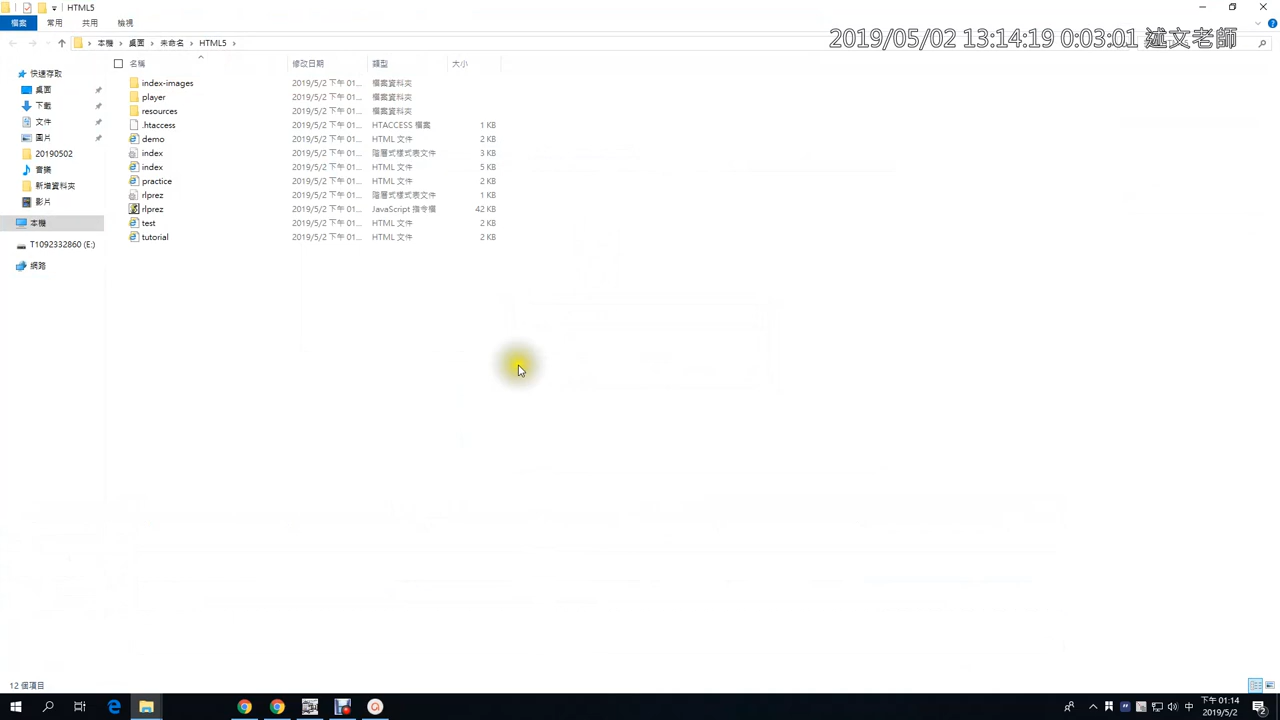 HTML5
檔案 常用 共用 檢視
本機 桌面 未命名 HTML5
2019/05/02 13:14:19 0:03:01 述文老師
名稱 修改日期 類型 大小
快速存取
桌面
下載
文件
圖片
20190502
音樂
新增資料夾
影片
本機
T1092332860 (E:)
網路
index-images 2019/5/2 下午 01... 檔案資料夾
player 2019/5/2 下午 01... 檔案資料夾
resources 2019/5/2 下午 01... 檔案資料夾
.htaccess 2019/5/2 下午 01... HTACCESS 檔案 1 KB
demo 2019/5/2 下午 01... HTML 文件 2 KB
index 2019/5/2 下午 01... 階層式樣式表文件 3 KB
index 2019/5/2 下午 01... HTML 文件 5 KB
practice 2019/5/2 下午 01... HTML 文件 2 KB
rlprez 2019/5/2 下午 01... 階層式樣式表文件 1 KB
rlprez 2019/5/2 下午 01... JavaScript 指令檔 42 KB
test 2019/5/2 下午 01... HTML 文件 2 KB
tutorial 2019/5/2 下午 01... HTML 文件 2 KB
12 個項目
中
下午 01:14
2019/5/2
2